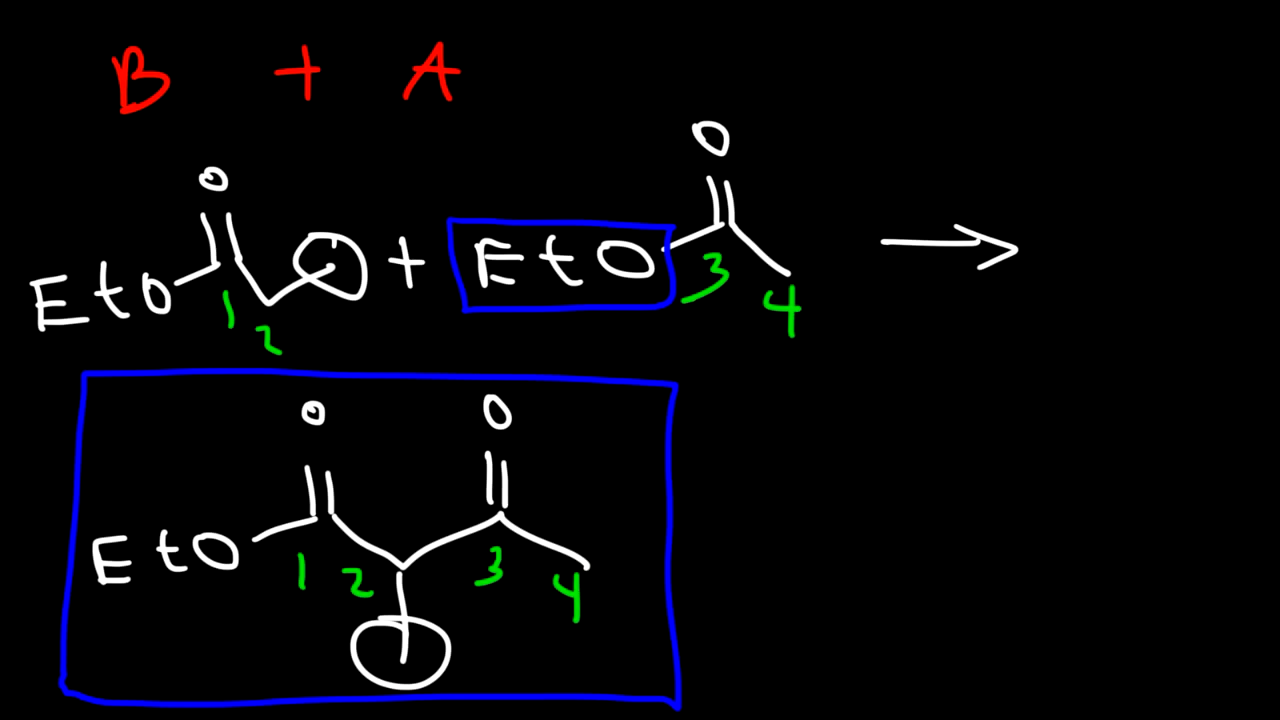 B + A
O O
EtO + EtO
1 2 3 4
O O
EtO
1 2 3 4